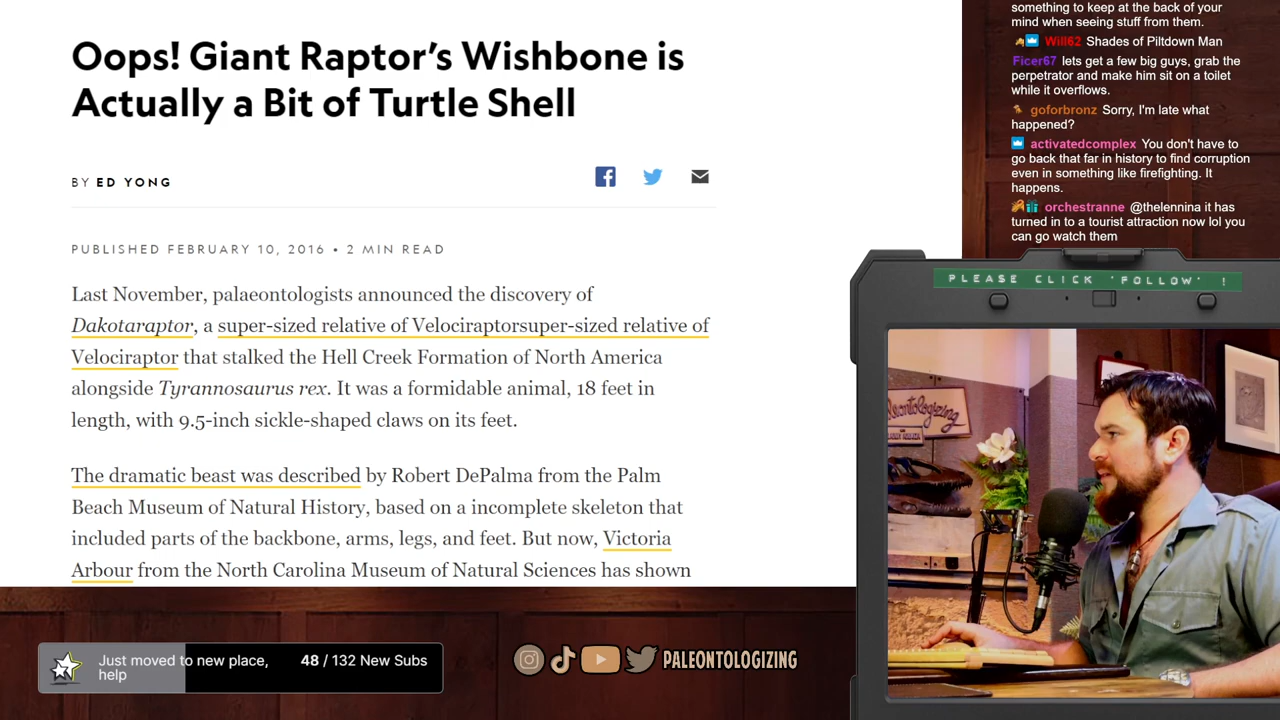 Oops! Giant Raptor's Wishbone is
Actually a Bit of Turtle Shell
BY ED YONG
PUBLISHED FEBRUARY 10, 2016 • 2 MIN READ
Last November, palaeontologists announced the discovery of
Dakotaraptor, a super-sized relative of Velociraptorsuper-sized relative of
Velociraptor that stalked the Hell Creek Formation of North America
alongside Tyrannosaurus rex. It was a formidable animal, 18 feet in
length, with 9.5-inch sickle-shaped claws on its feet.
The dramatic beast was described by Robert DePalma from the Palm
Beach Museum of Natural History, based on a incomplete skeleton that
included parts of the backbone, arms, legs, and feet. But now, Victoria
Arbour from the North Carolina Museum of Natural Sciences has shown
something to keep at the back of your
mind when seeing stuff from them.
Will62 Shades of Piltdown Man
Ficer67 lets get a few big guys, grab the
perpetrator and make him sit on a toilet
while it overflows.
goforbronz Sorry, I'm late what
happened?
activatedcomplex You don't have to
go back that far in history to find corruption
even in something like firefighting. It
happens.
orchestranne @thelennina it has
turned in to a tourist attraction now lol you
can go watch them
PLEASE CLICK 'FOLLOW' !
Just moved to new place,
help
48 / 132 New Subs
PALEONTOLOGIZING